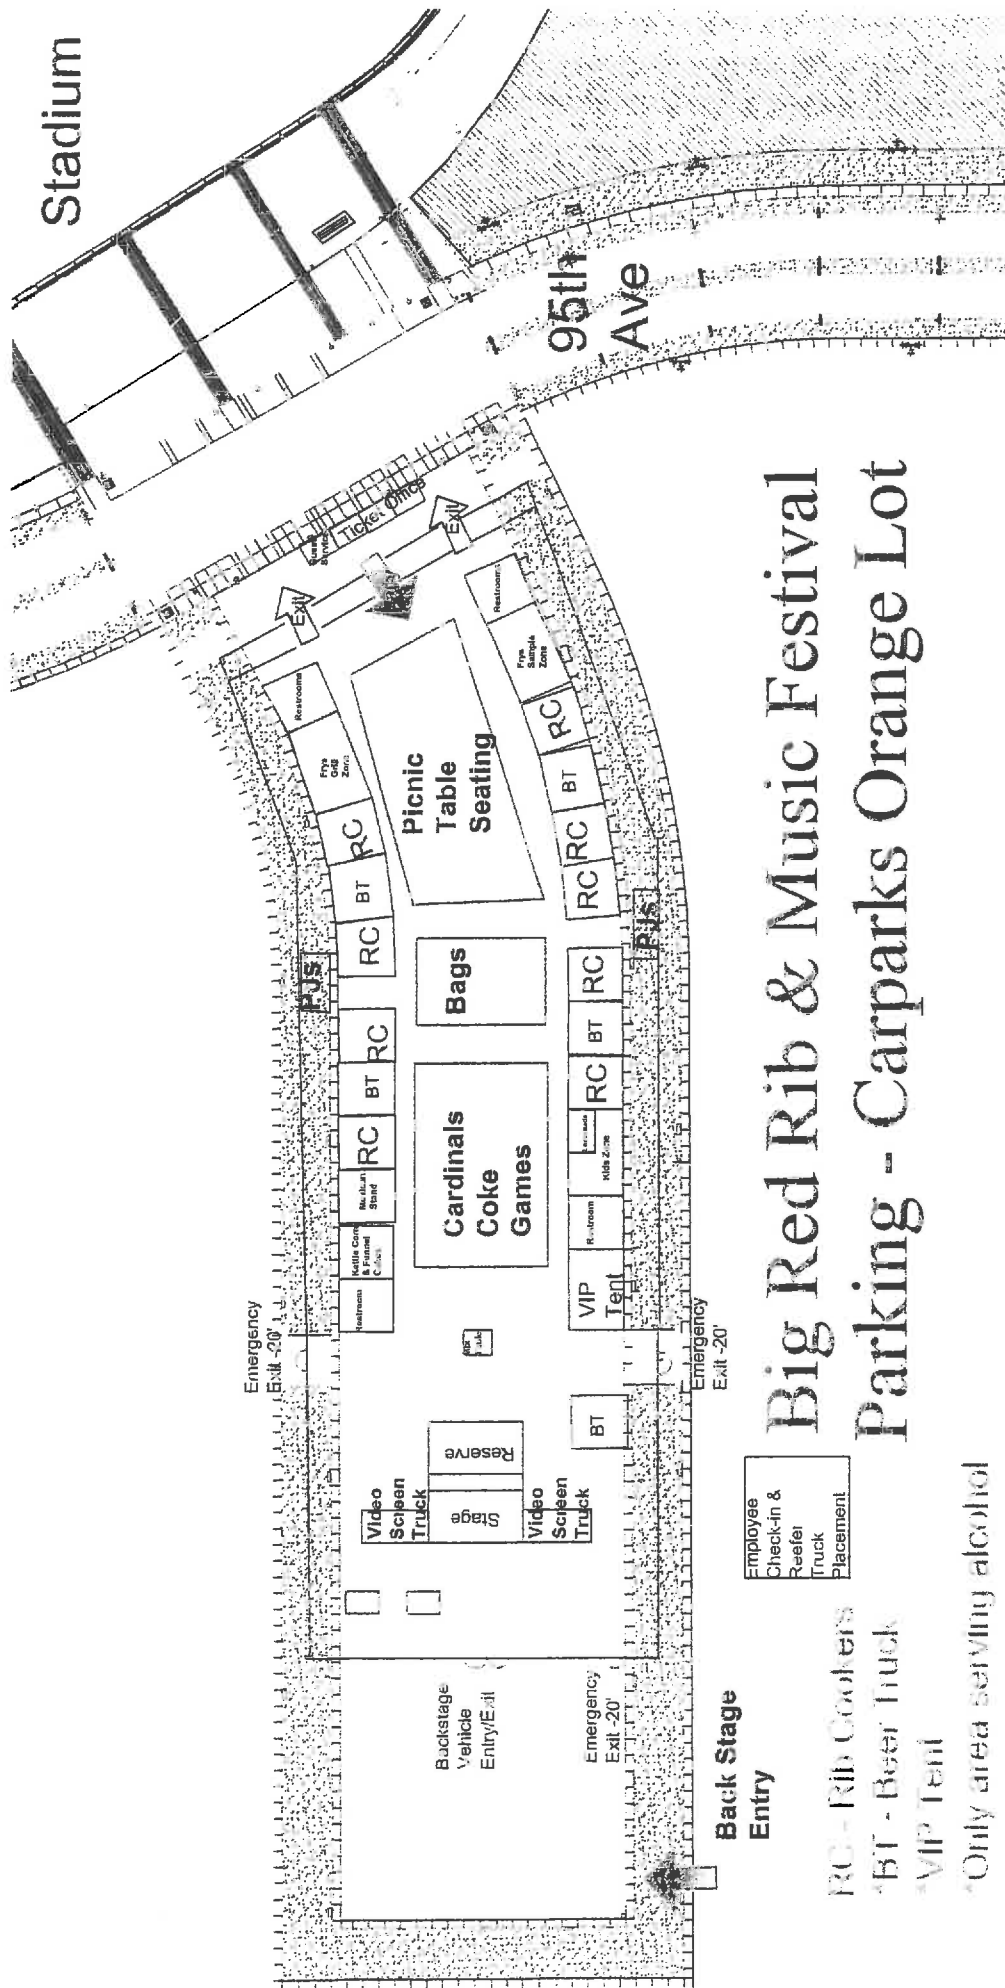 Stadium
95th
Ave
Ticket Office
Guest
Service
Exit
Exit
Restrooms
Frys
Grill
Zone
RC
BT
RC
PJS
RC
BT
RC
Stand
Kettle Corn
& Funnel
Cakes
Restroom
Emergency
Exit -20'
Picnic
Table
Seating
Bags
Cardinals
Coke
Games
Restrooms
Frys
Sample
Zone
RC
BT
RC
RC
PJs
RC
BT
RC
Lemonade
Kids Zone
Restroom
VIP
Tent
Emergency
Exit -20'
BT
Reserve
Stage
Video
Screen
Truck
Video
Screen
Truck
Backstage
Vehicle
Entry/Exit
Emergency
Exit -20'
Back Stage
Entry
Big Red Rib & Music Festival
Parking - Carparks Orange Lot
Employee
Check-in &
Reefer
Truck
Placement
RC - Rib Cookers
*BT - Beer Truck
*VIP Tent
*Only area serving alcohol